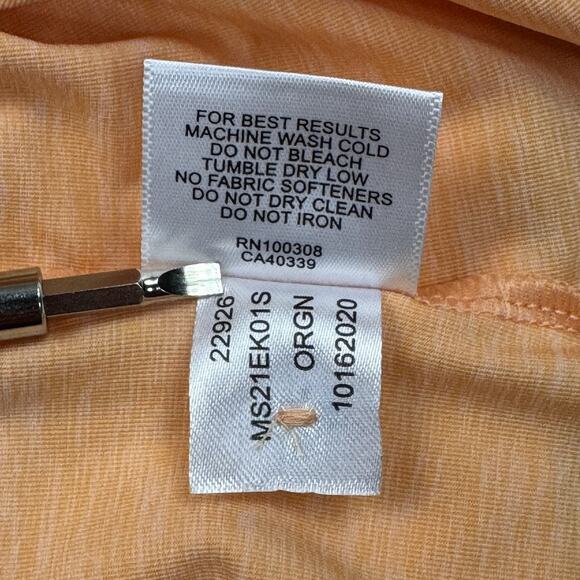 FOR BEST RESULTS
MACHINE WASH COLD
DO NOT BLEACH
TUMBLE DRY LOW
NO FABRIC SOFTENERS
DO NOT DRY CLEAN
DO NOT IRON
RN100308
CA40339
22926
MS21EK01S
ORGN
10162020